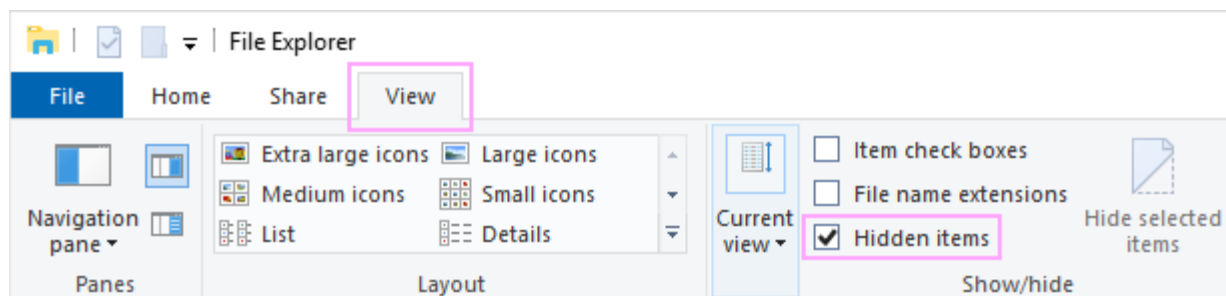 File Explorer
File Home Share View
Extra large icons Large icons
Medium icons Small icons
List Details
Navigation
pane
Current
view
Item check boxes
File name extensions
Hidden items
Hide selected
items
Panes Layout Show/hide